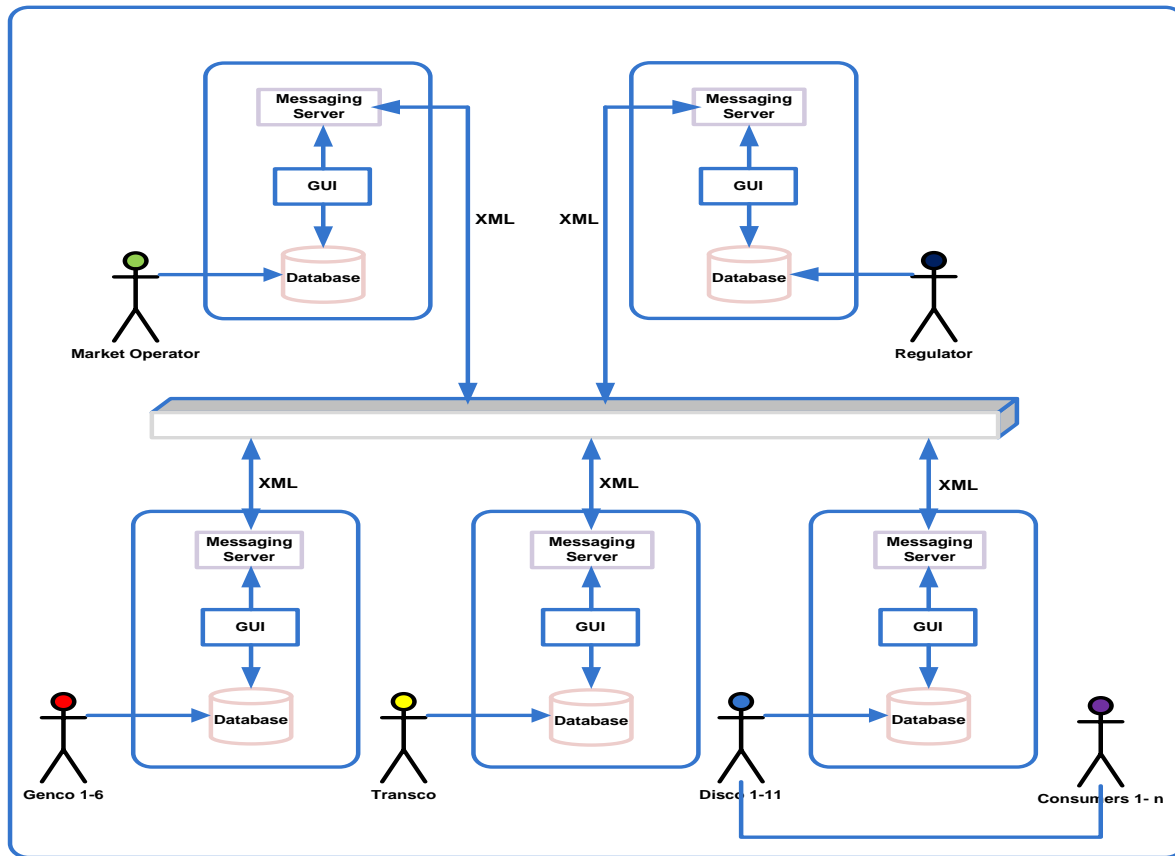 Messaging
Server
GUI
Database
XML
Market Operator
Messaging
Server
GUI
Database
XML
Regulator
XML
Messaging
Server
GUI
Database
Genco 1-6
XML
Messaging
Server
GUI
Database
Transco
XML
Messaging
Server
GUI
Database
Disco 1-11
Consumers 1- n